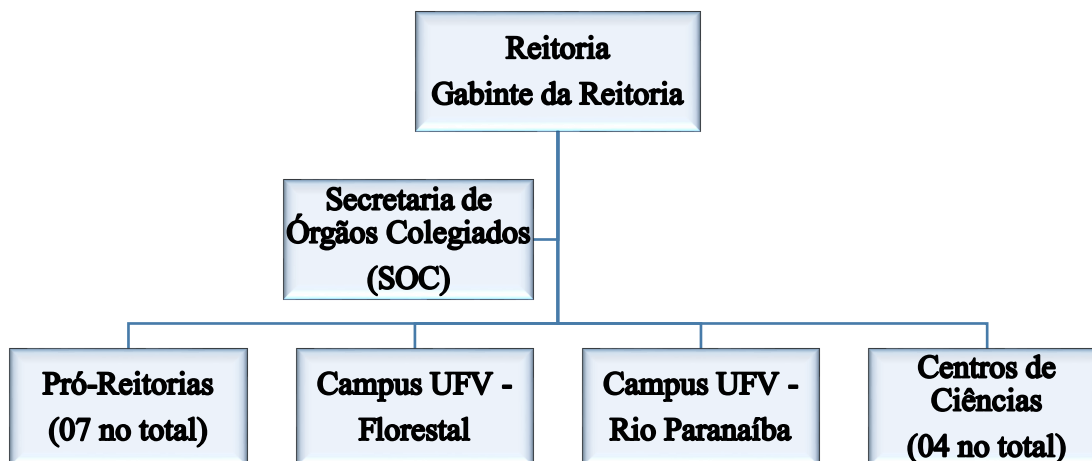 Reitoria
Gabinte da Reitoria
Secretaria de
Órgãos Colegiados
(SOC)
Pró-Reitorias
(07 no total)
Campus UFV -
Florestal
Campus UFV -
Rio Paranaíba
Centros de
Ciências
(04 no total)